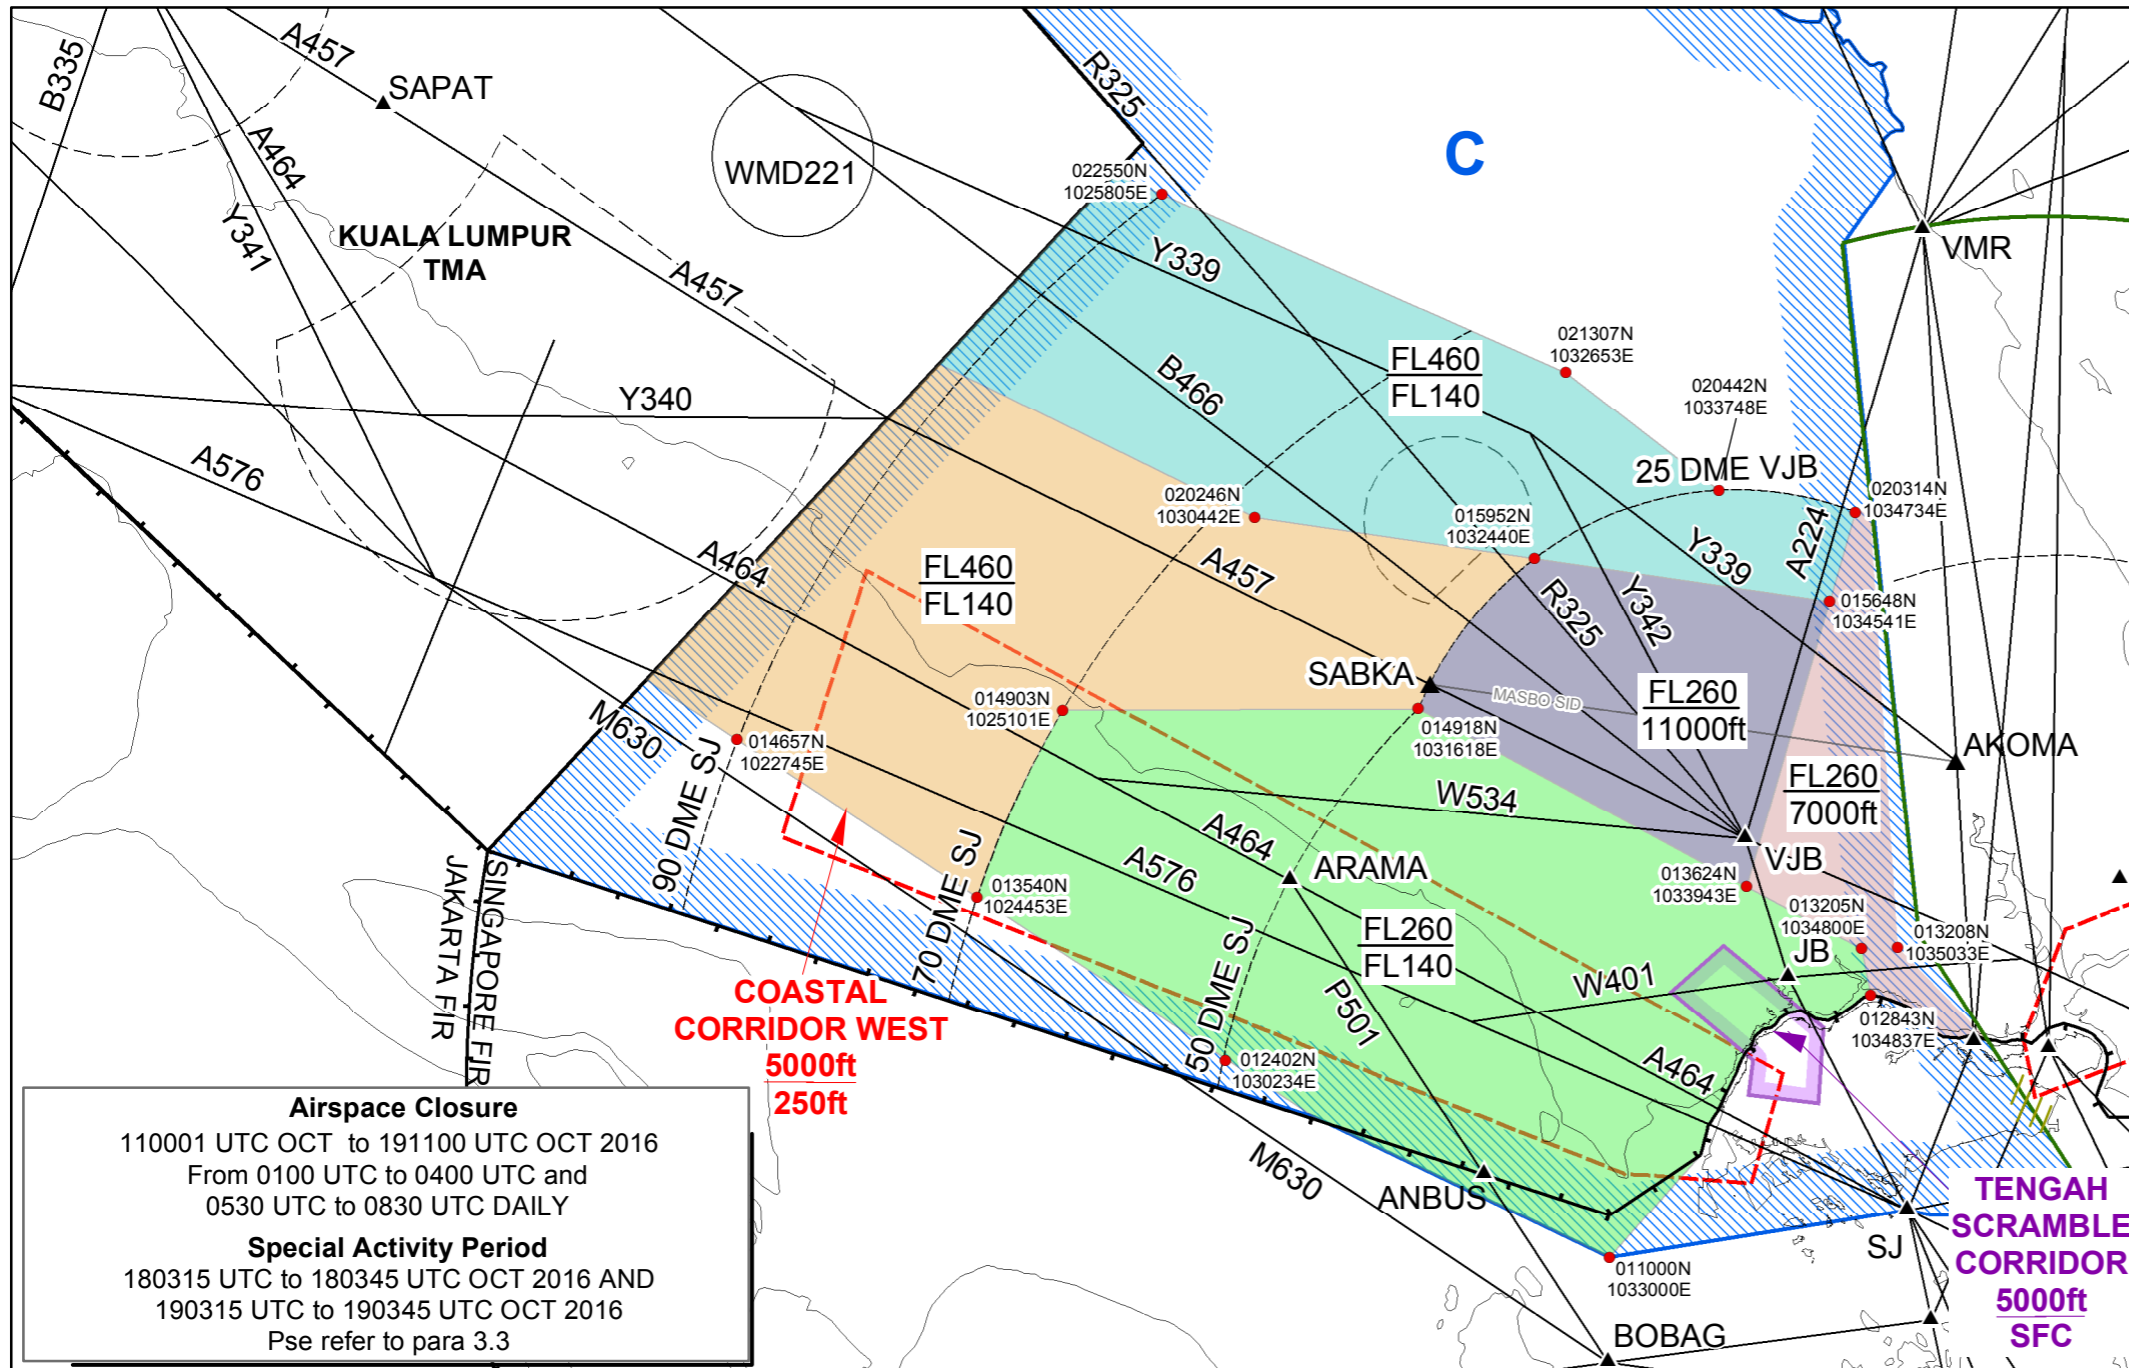 B335
A457
SAPAT
A464
Y341
KUALA LUMPUR
TMA
WMD221
R325
C
022550N
1025805E
VMR
A457
Y339
B466
FL460
FL140
021307N
1032653E
020442N
1033748E
Y340
A576
25 DME VJB
020314N
1034734E
020246N
1030442E
015952N
1032440E
A224
Y339
A464
FL460
FL140
A457
R325
Y342
015648N
1034541E
SABKA
MASBO SID
FL260
11000ft
AKOMA
M630
014657N
1022745E
014903N
1025101E
014918N
1031618E
FL260
7000ft
W534
VJB
90 DME SJ
70 DME SJ
50 DME SJ
A464
A576
ARAMA
013624N
1033943E
013540N
1024453E
013205N
1034800E
013208N
1035033E
JB
FL260
FL140
SINGAPORE FIR
JAKARTA FIR
COASTAL
CORRIDOR WEST
5000ft
250ft
P501
W401
012843N
1034837E
012402N
1030234E
A464
Airspace Closure
110001 UTC OCT to 191100 UTC OCT 2016
From 0100 UTC to 0400 UTC and
0530 UTC to 0830 UTC DAILY
Special Activity Period
180315 UTC to 180345 UTC OCT 2016 AND
190315 UTC to 190345 UTC OCT 2016
Pse refer to para 3.3
M630
ANBUS
SJ
011000N
1033000E
BOBAG
TENGAH
SCRAMBLE
CORRIDOR
5000ft
SFC